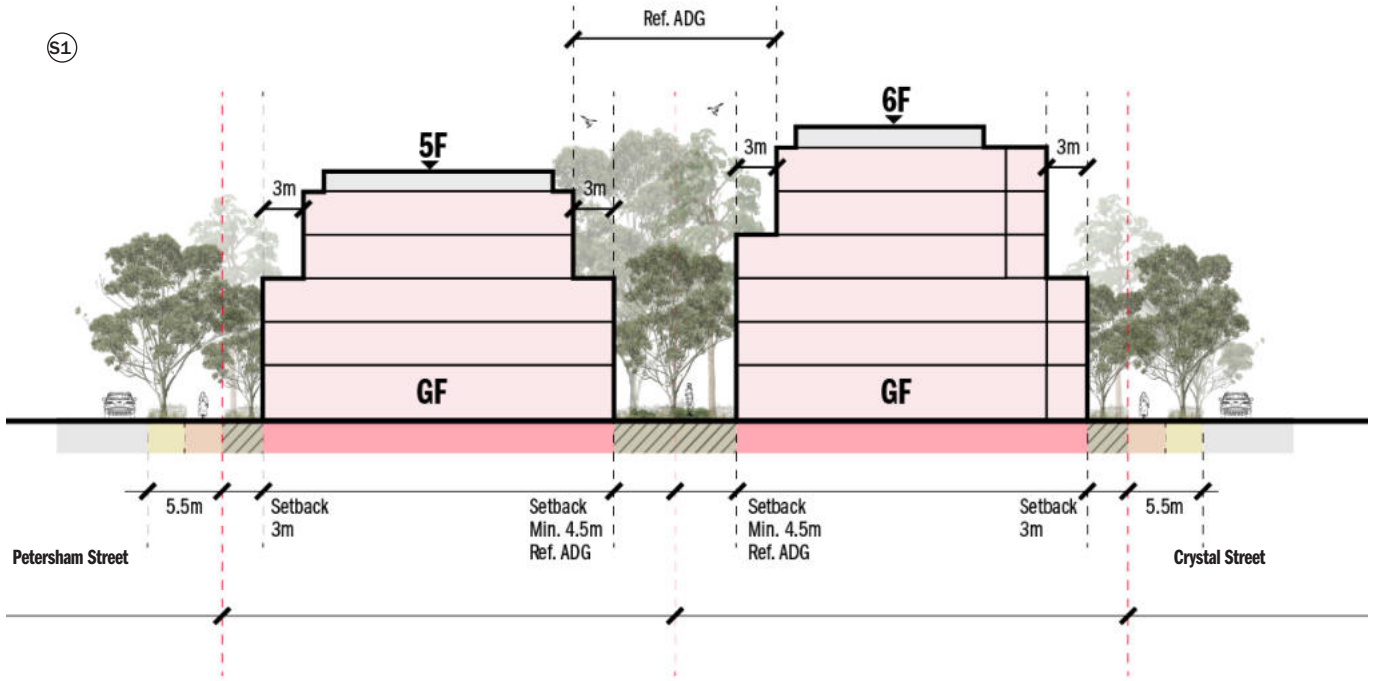 S1
Ref. ADG
5F
6F
3m
3m
3m
3m
GF
GF
5.5m
Setback
3m
Setback
Min. 4.5m
Ref. ADG
Setback
Min. 4.5m
Ref. ADG
Setback
3m
5.5m
Petersham Street
Crystal Street